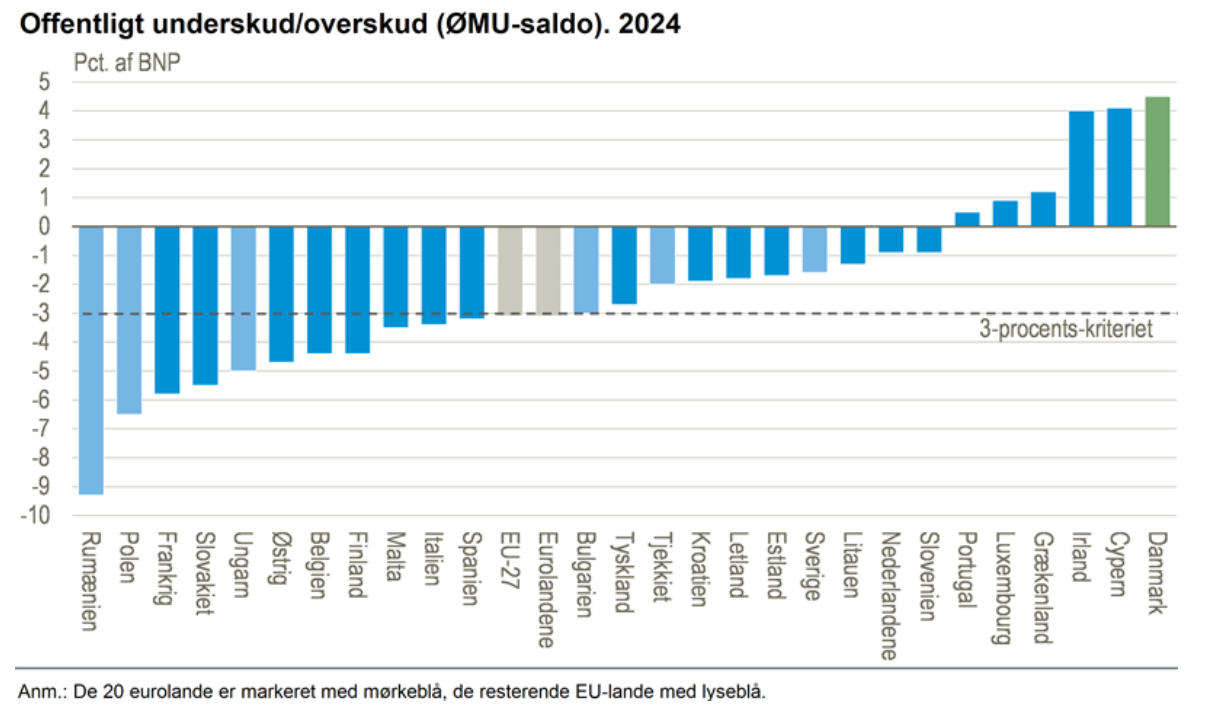 Offentligt underskud/overskud (ØMU-saldo). 2024
Pct. af BNP
5
4
3
2
1
0
-1
-2
-3
-4
-5
-6
-7
-8
-9
-10
3-procents-kriteriet
Rumænien
Polen
Frankrig
Slovakiet
Ungarn
Østrig
Belgien
Finland
Malta
Italien
Spanien
EU-27
Eurolandene
Bulgarien
Tyskland
Tjekkiet
Kroatien
Letland
Estland
Sverige
Litauen
Nederlandene
Slovenien
Portugal
Luxembourg
Grækenland
Irland
Cypern
Danmark
Anm.: De 20 eurolande er markeret med mørkeblå, de resterende EU-lande med lyseblå.